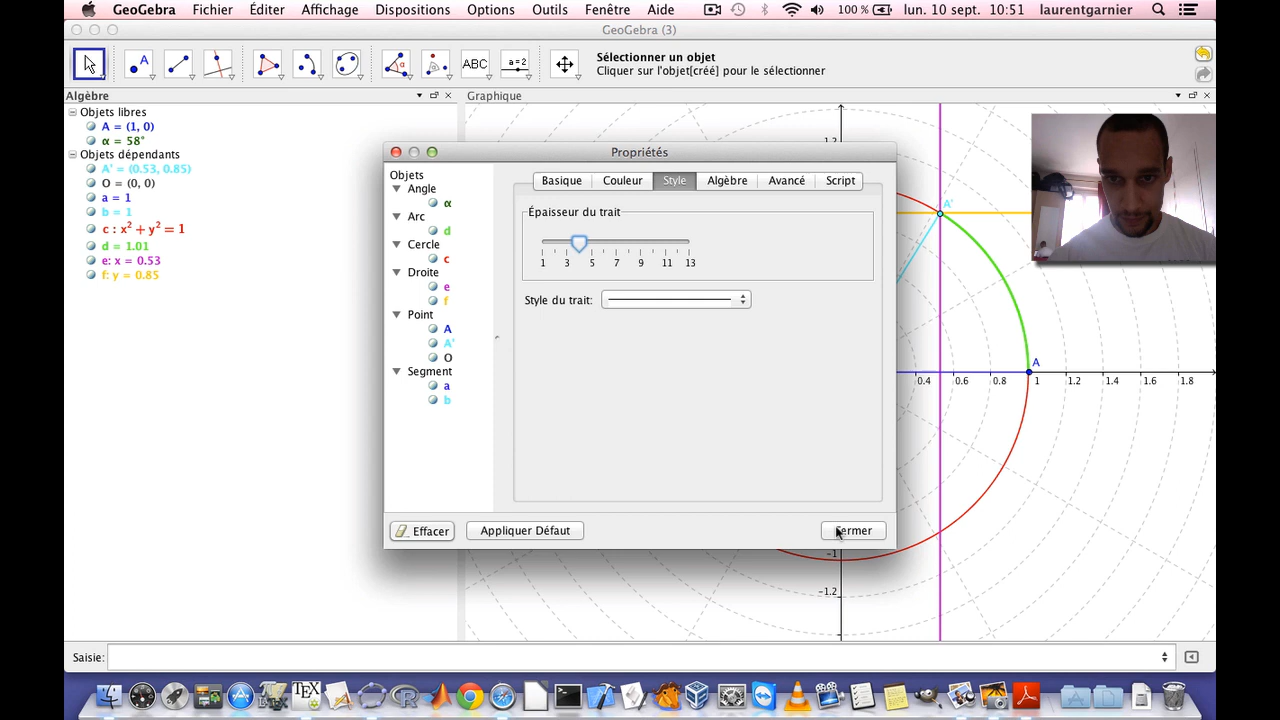 GeoGebra Fichier Éditer Affichage Dispositions Options Outils Fenêtre Aide 100 % lun. 10 sept. 10:51 laurentgarnier
GeoGebra (3)
A α ABC a=2
Sélectionner un objet
Cliquer sur l'objet[créé] pour le sélectionner
Algèbre
Graphique
Objets libres
A = (1, 0)
α = 58°
Objets dépendants
A' = (0.53, 0.85)
O = (0, 0)
a = 1
b = 1
c : x² + y² = 1
d = 1.01
e: x = 0.53
f: y = 0.85
Propriétés
Objets
Angle
α
Arc
d
Cercle
c
Droite
e
f
Point
A
A'
O
Segment
a
b
Basique Couleur Style Algèbre Avancé Script
Épaisseur du trait
1 3 5 7 9 11 13
Style du trait:
Effacer
Appliquer Défaut
Fermer
1.2
A'
A
0.4 0.6 0.8 1 1.2 1.4 1.6 1.8
-1
-1.2
Saisie:
TEX
R